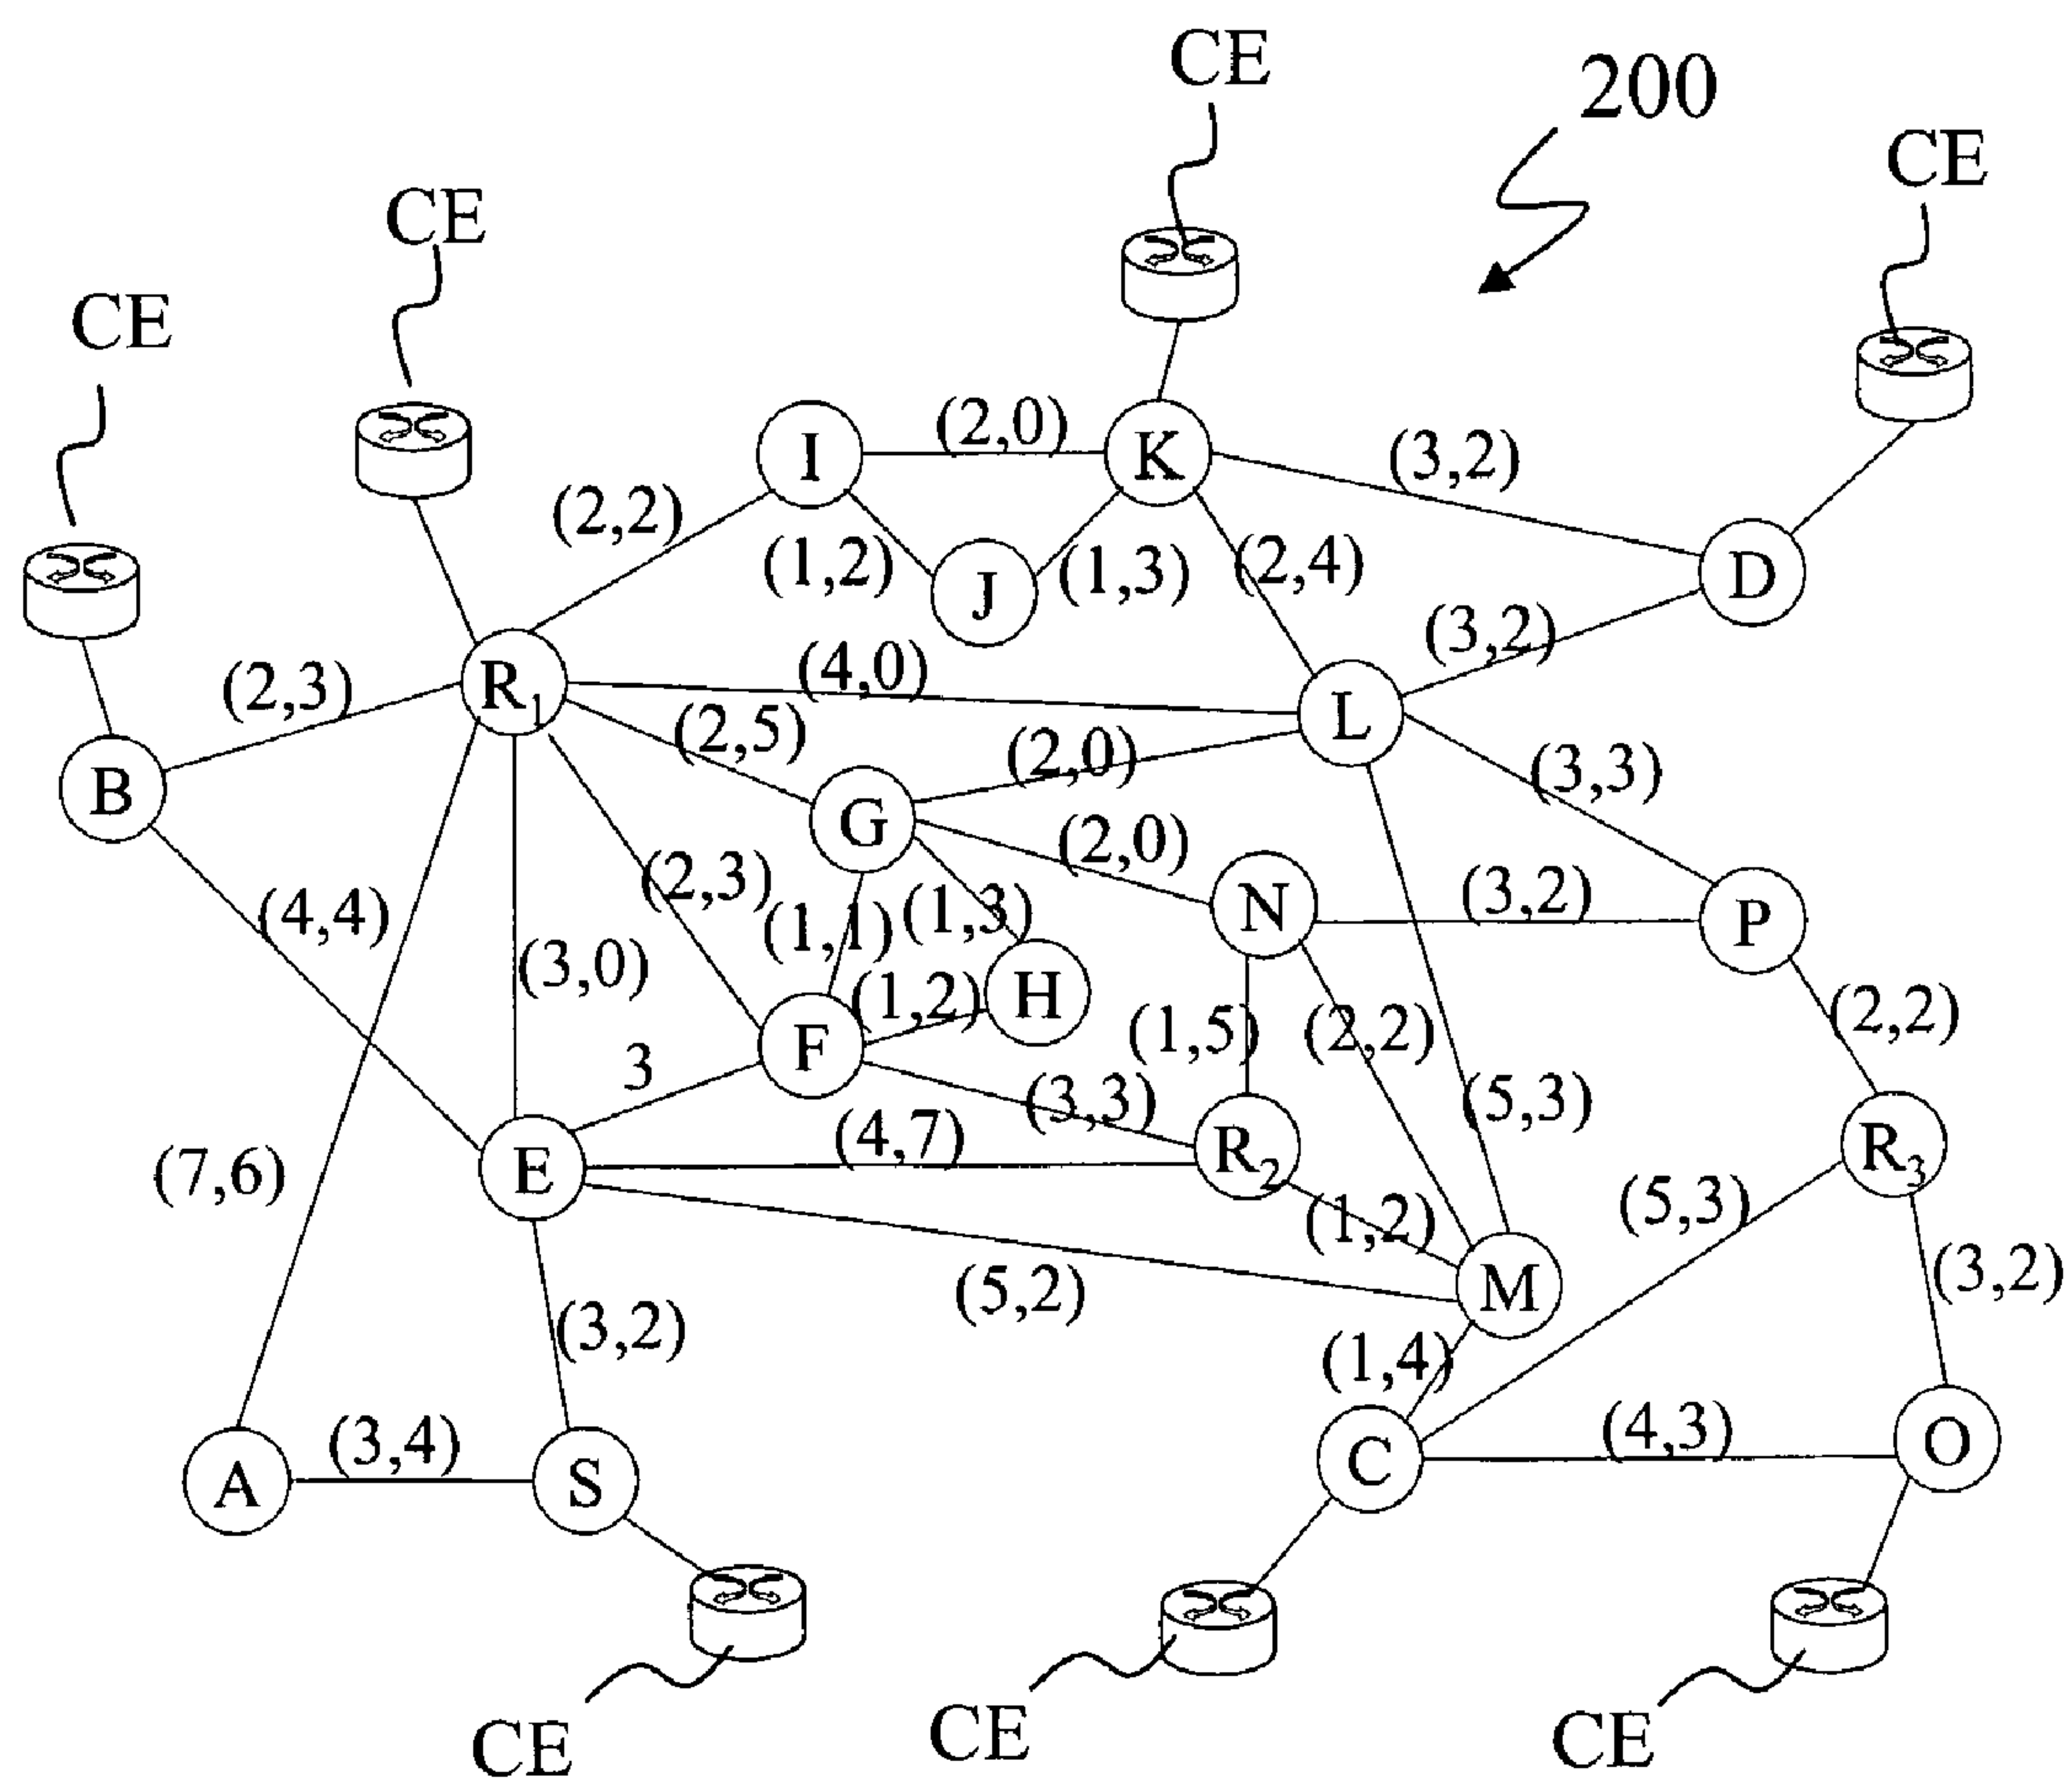 CE
200
CE
CE
CE
I
(2,0)
K
(3,2)
(2,2)
(1,2)
J
(1,3)
(2,4)
D
(3,2)
R1
(4,0)
(2,3)
(2,5)
L
(2,0)
B
G
(3,3)
(2,0)
(4,4)
(2,3)
(1,1)
(1,3)
N
(3,2)
P
(3,0)
(1,2)
H
(1,5)
(2,2)
(2,2)
3
F
(3,3)
(5,3)
(4,7)
R2
R3
(7,6)
E
(5,3)
(1,2)
(5,2)
M
(3,2)
(3,2)
(1,4)
(3,4)
(4,3)
A
S
C
O
CE
CE
CE